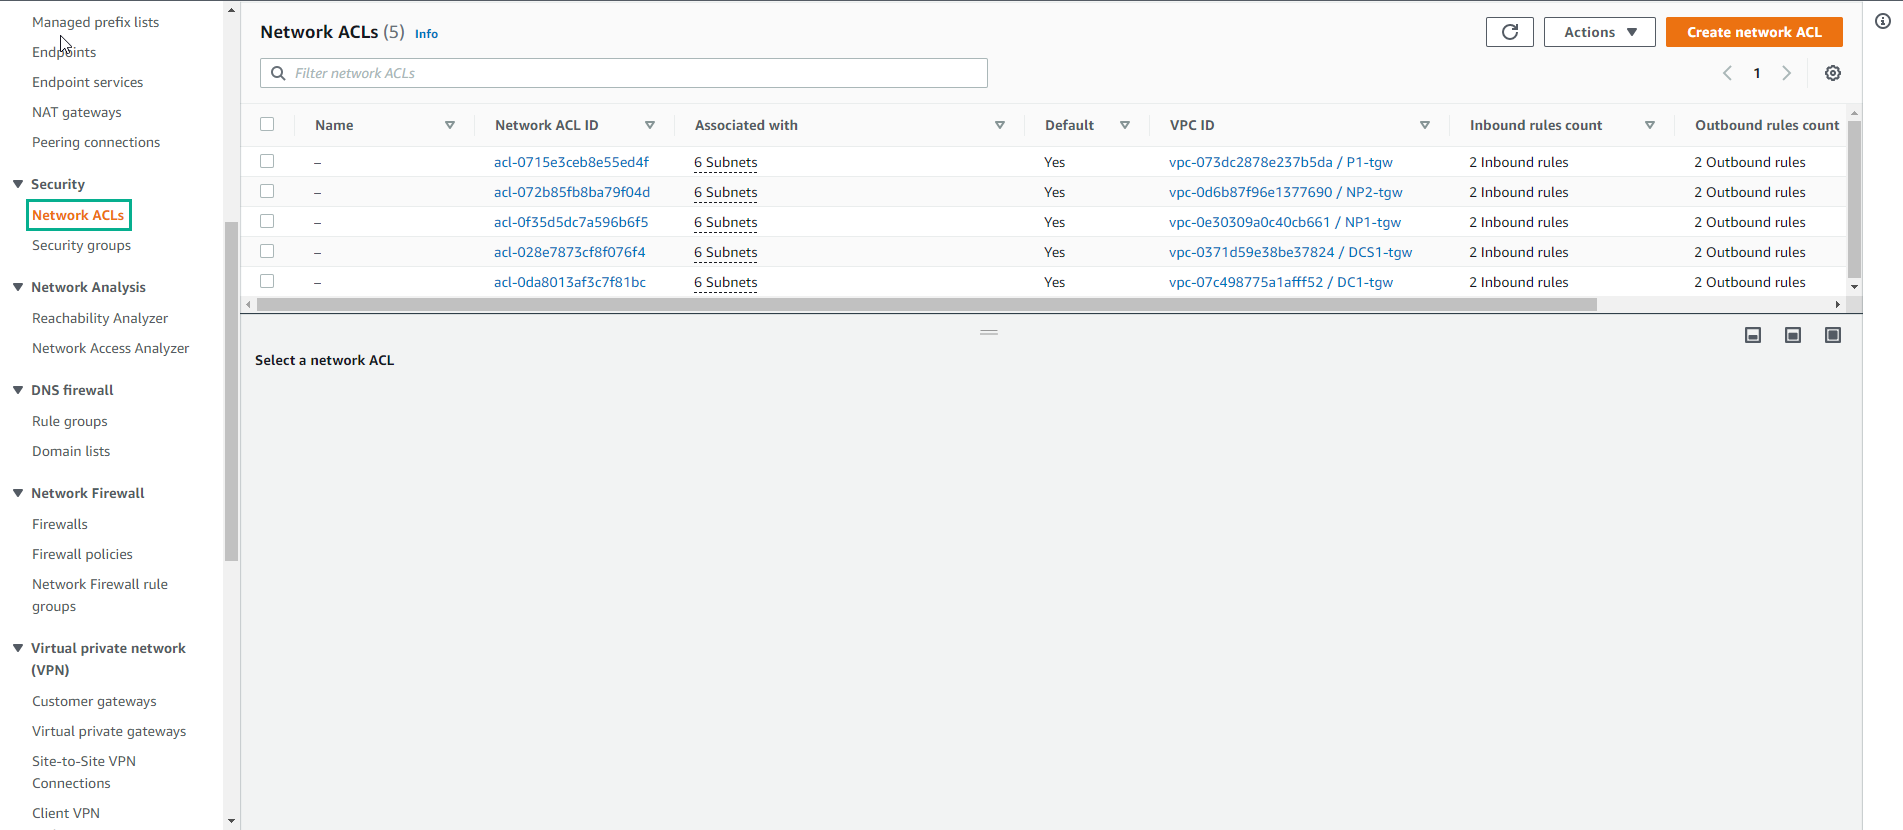 Managed prefix lists
Endpoints
Endpoint services
NAT gateways
Peering connections
Security
Network ACLs
Security groups
Network Analysis
Reachability Analyzer
Network Access Analyzer
DNS firewall
Rule groups
Domain lists
Network Firewall
Firewalls
Firewall policies
Network Firewall rule
groups
Virtual private network
(VPN)
Customer gateways
Virtual private gateways
Site-to-Site VPN
Connections
Client VPN
Network ACLs (5) Info
Actions
Create network ACL
Filter network ACLs
1
Name Network ACL ID Associated with Default VPC ID Inbound rules count Outbound rules count
– acl-0715e3ceb8e55ed4f 6 Subnets Yes vpc-073dc2878e237b5da / P1-tgw 2 Inbound rules 2 Outbound rules
– acl-072b85fb8ba79f04d 6 Subnets Yes vpc-0d6b87f96e1377690 / NP2-tgw 2 Inbound rules 2 Outbound rules
– acl-0f35d5dc7a596b6f5 6 Subnets Yes vpc-0e30309a0c40cb661 / NP1-tgw 2 Inbound rules 2 Outbound rules
– acl-028e7873cf8f076f4 6 Subnets Yes vpc-0371d59e38be37824 / DCS1-tgw 2 Inbound rules 2 Outbound rules
– acl-0da8013af3c7f81bc 6 Subnets Yes vpc-07c498775a1afff52 / DC1-tgw 2 Inbound rules 2 Outbound rules
Select a network ACL